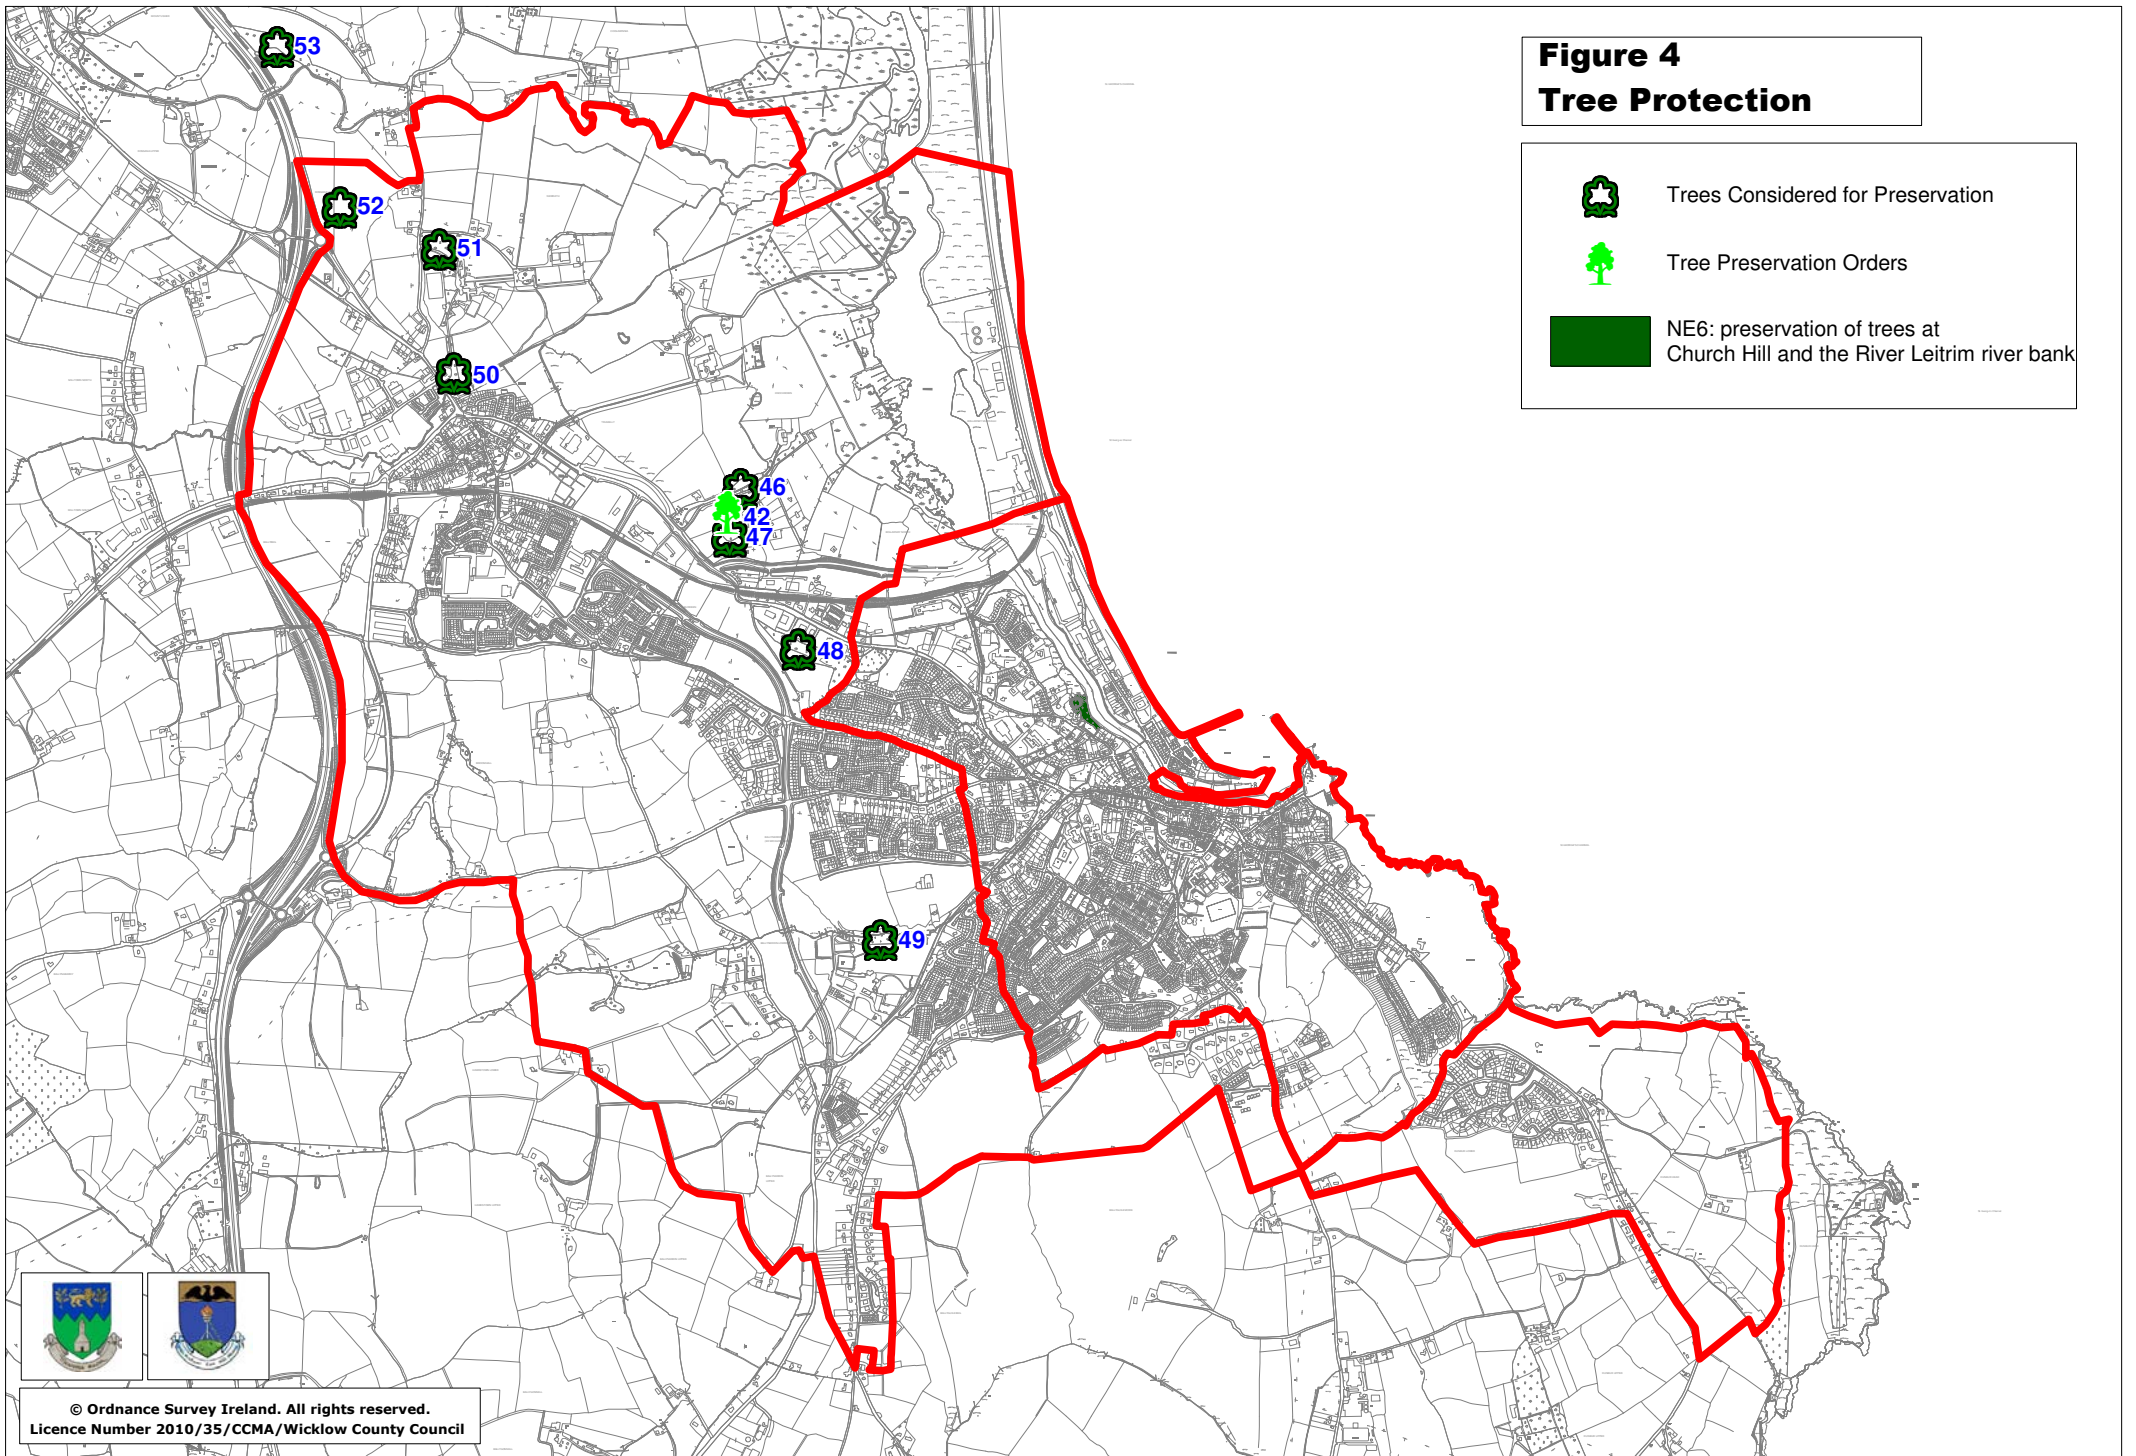 Figure 4
Tree Protection
Trees Considered for Preservation
Tree Preservation Orders
NE6: preservation of trees at
Church Hill and the River Leitrim river bank
53
52
51
50
46
42
47
48
49
© Ordnance Survey Ireland. All rights reserved.
Licence Number 2010/35/CCMA/Wicklow County Council